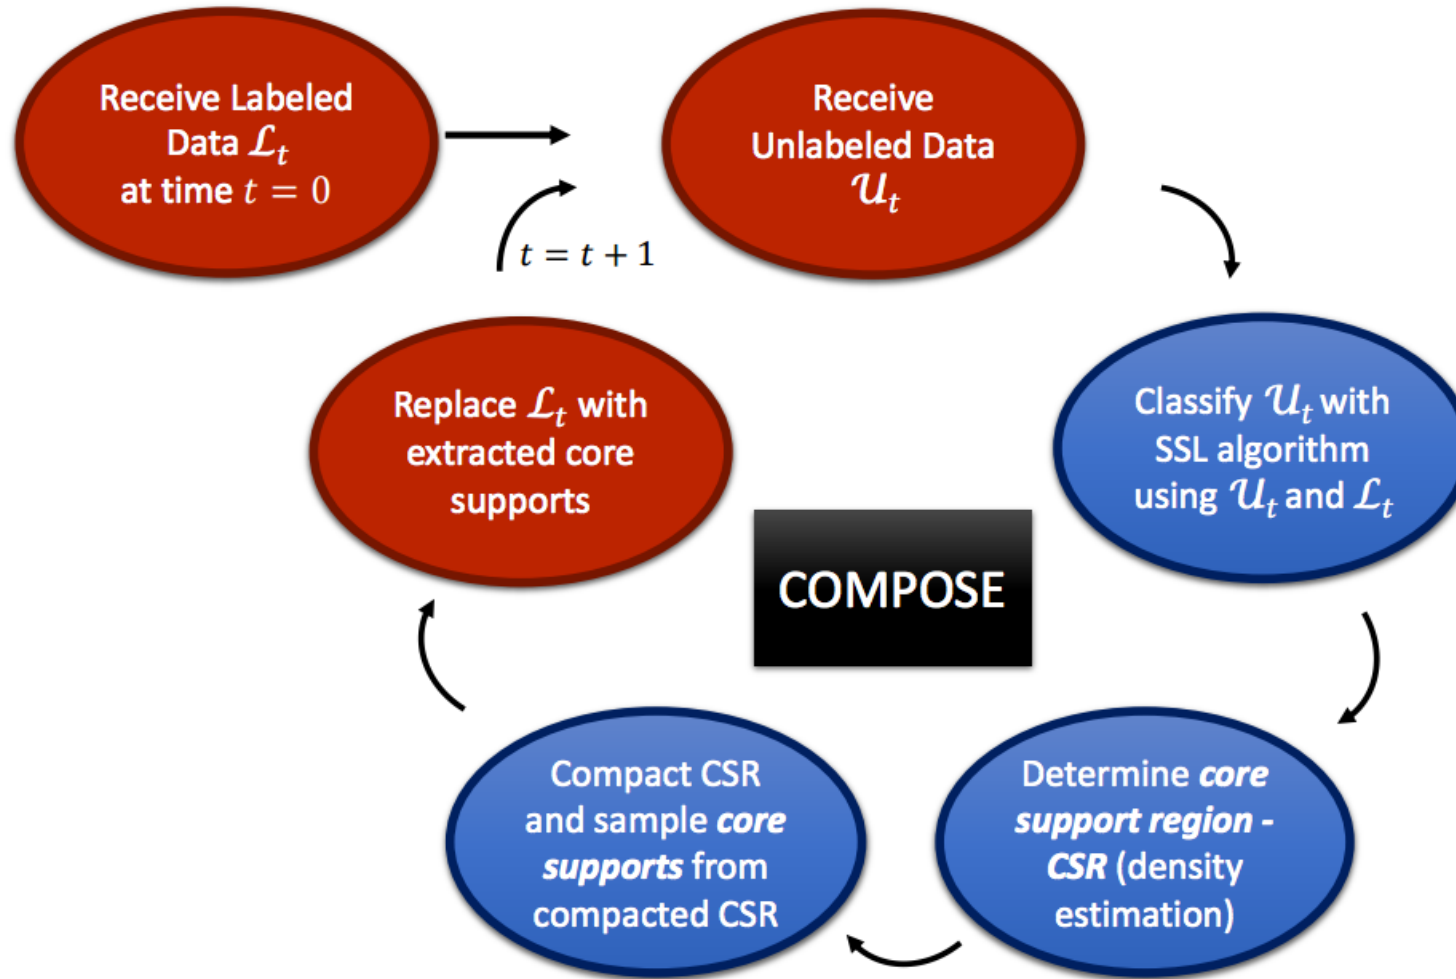 Receive Labeled
Data ℒₜ
at time t = 0
Receive
Unlabeled Data
𝒰ₜ
t = t + 1
Classify 𝒰ₜ with
SSL algorithm
using 𝒰ₜ and ℒₜ
Replace ℒₜ with
extracted core
supports
COMPOSE
Determine core
support region -
CSR (density
estimation)
Compact CSR
and sample core
supports from
compacted CSR